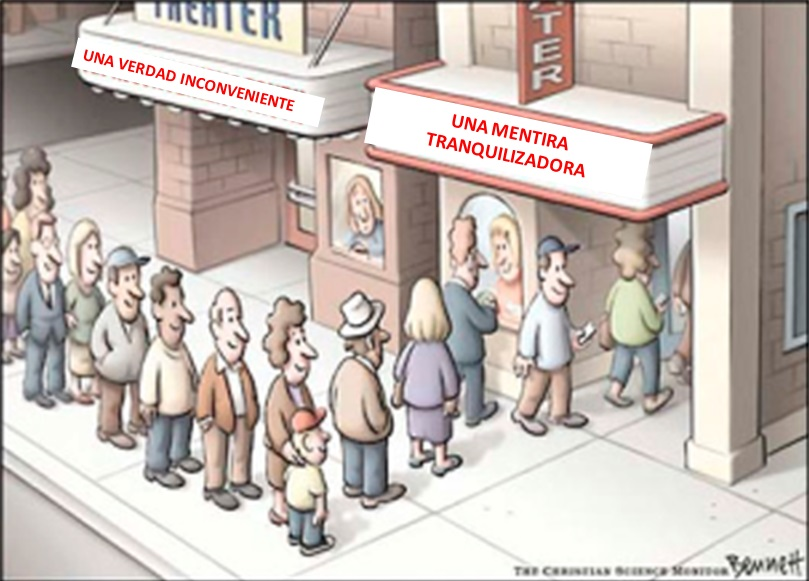 THEATER
UNA VERDAD INCONVENIENTE
ATER
UNA MENTIRA
TRANQUILIZADORA
THE CHRISTIAN SCIENCE MONITOR
Bennett